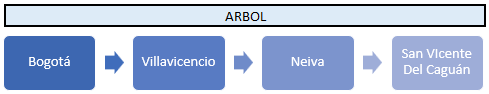 ARBOL
Bogotá
Villavicencio
Neiva
San VIcente
Del Caguán